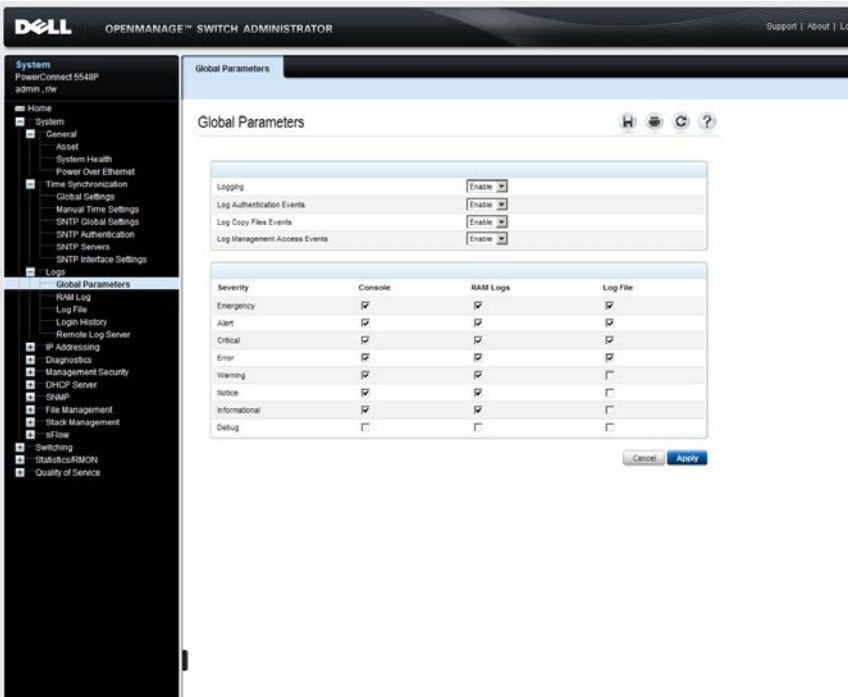 DELL
OPENMANAGE™ SWITCH ADMINISTRATOR
Support | About | Lo
System
PowerConnect 5548P
admin , r/w
Home
System
General
Asset
System Health
Power Over Ethernet
Time Synchronization
Global Settings
Manual Time Settings
SNTP Global Settings
SNTP Authentication
SNTP Servers
SNTP Interface Settings
Logs
Global Parameters
RAM Log
Log File
Login History
Remote Log Server
IP Addressing
Diagnostics
Management Security
DHCP Server
SNMP
File Management
Stack Management
sFlow
Switching
Statistics/RMON
Quality of Service
Global Parameters
Global Parameters
Logging Enable
Log Authentication Events Enable
Log Copy Files Events Enable
Log Management Access Events Enable
Severity Console RAM Logs Log File
Emergency
Alert
Critical
Error
Warning
Notice
Informational
Debug
Cancel Apply